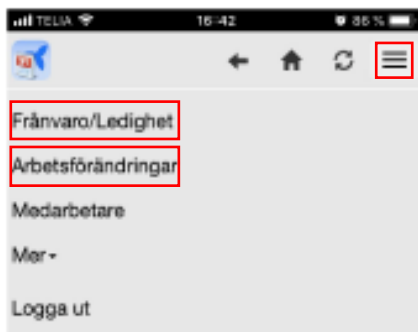 TELIA 16:42 86 %
Frånvaro/Ledighet
Arbetsförändringar
Medarbetare
Mer
Logga ut